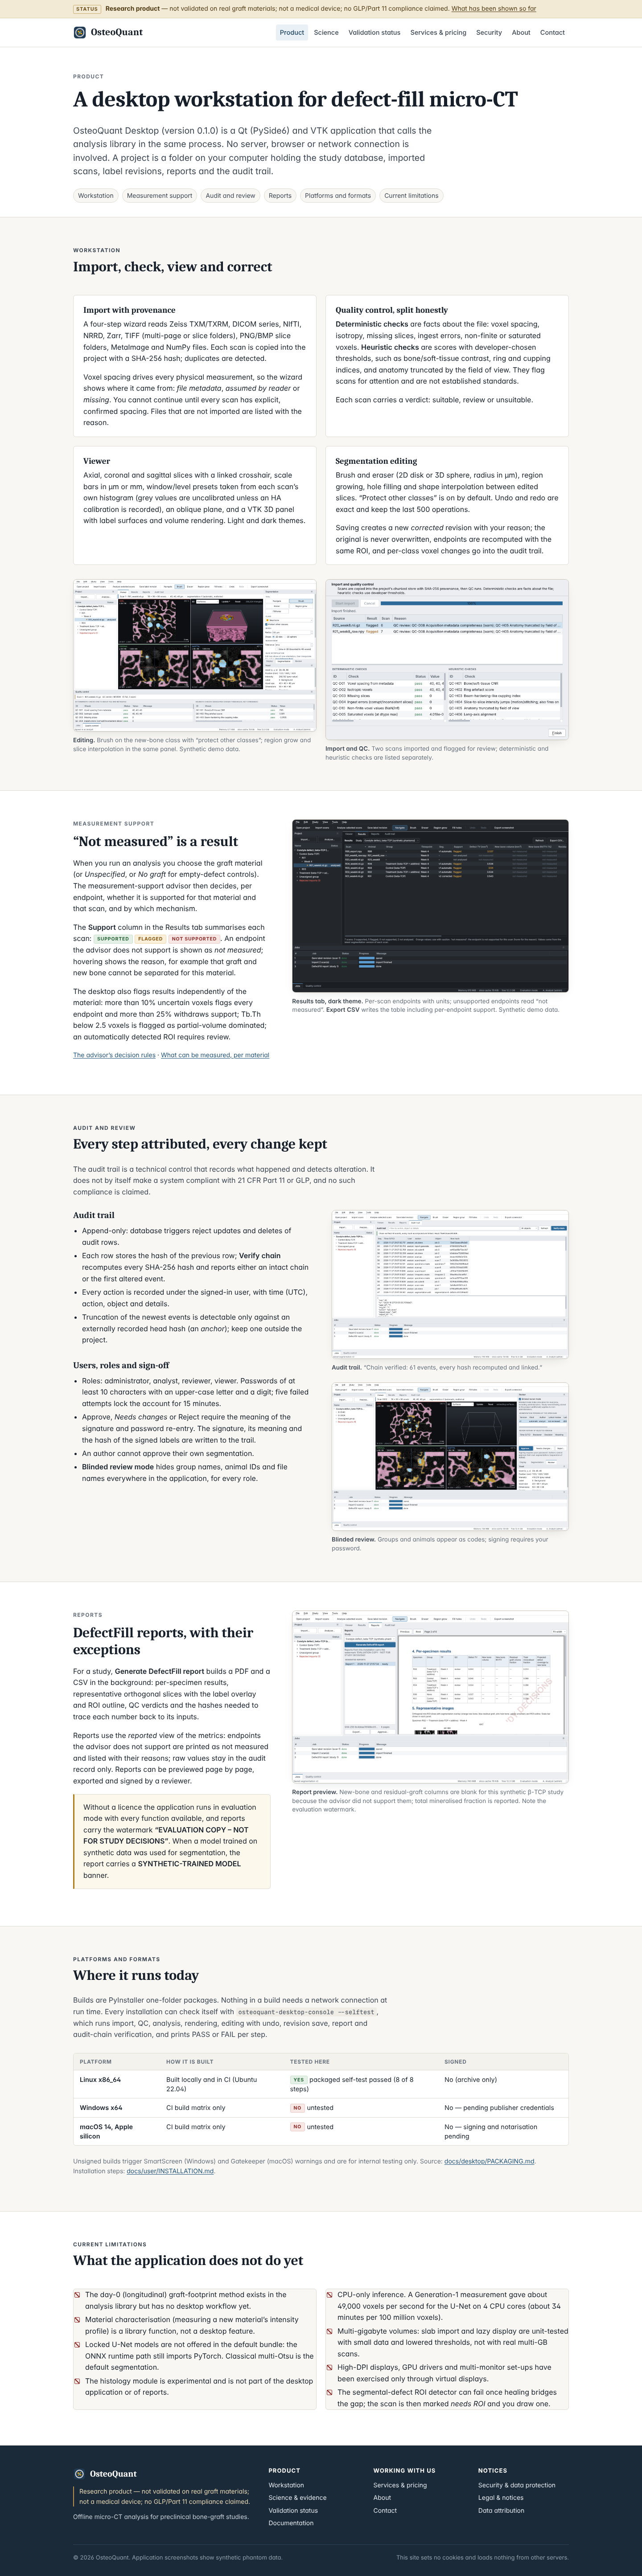 STATUS Research product — not validated on real graft materials; not a medical device; no GLP/Part 11 compliance claimed. What has been shown so far
OsteoQuant
Product Science Validation status Services & pricing Security About Contact
PRODUCT
A desktop workstation for defect-fill micro-CT
OsteoQuant Desktop (version 0.1.0) is a Qt (PySide6) and VTK application that calls the
analysis library in the same process. No server, browser or network connection is
involved. A project is a folder on your computer holding the study database, imported
scans, label revisions, reports and the audit trail.
Workstation Measurement support Audit and review Reports Platforms and formats Current limitations
WORKSTATION
Import, check, view and correct
Import with provenance
A four-step wizard reads Zeiss TXM/TXRM, DICOM series, NIfTI,
NRRD, Zarr, TIFF (multi-page or slice folders), PNG/BMP slice
folders, MetaImage and NumPy files. Each scan is copied into the
project with a SHA-256 hash; duplicates are detected.
Voxel spacing drives every physical measurement, so the wizard
shows where it came from: file metadata, assumed by reader or
missing. You cannot continue until every scan has explicit,
confirmed spacing. Files that are not imported are listed with the
reason.
Quality control, split honestly
Deterministic checks are facts about the file: voxel spacing,
isotropy, missing slices, ingest errors, non-finite or saturated
voxels. Heuristic checks are scores with developer-chosen
thresholds, such as bone/soft-tissue contrast, ring and cupping
indices, and anatomy truncated by the field of view. They flag
scans for attention and are not established standards.
Each scan carries a verdict: suitable, review or unsuitable.
Viewer
Axial, coronal and sagittal slices with a linked crosshair, scale
bars in µm or mm, window/level presets taken from each scan's
own histogram (grey values are uncalibrated unless an HA
calibration is recorded), an oblique plane, and a VTK 3D panel
with label surfaces and volume rendering. Light and dark themes.
Segmentation editing
Brush and eraser (2D disk or 3D sphere, radius in µm), region
growing, hole filling and shape interpolation between edited
slices. “Protect other classes” is on by default. Undo and redo are
exact and keep the last 500 operations.
Saving creates a new corrected revision with your reason; the
original is never overwritten, endpoints are recomputed with the
same ROI, and per-class voxel changes go into the audit trail.
Editing. Brush on the new-bone class with “protect other classes”; region grow and
slice interpolation in the same panel. Synthetic demo data.
Import and quality control
Import and QC. Two scans imported and flagged for review; deterministic and
heuristic checks are listed separately.
MEASUREMENT SUPPORT
“Not measured” is a result
When you run an analysis you choose the graft material
(or Unspecified, or No graft for empty-defect controls).
The measurement-support advisor then decides, per
endpoint, whether it is supported for that material and
that scan, and by which mechanism.
The Support column in the Results tab summarises each
scan: SUPPORTED FLAGGED NOT SUPPORTED. An endpoint
the advisor does not support is shown as not measured;
hovering shows the reason, for example that graft and
new bone cannot be separated for this material.
The desktop also flags results independently of the
material: more than 10% uncertain voxels flags every
endpoint and more than 25% withdraws support; Tb.Th
below 2.5 voxels is flagged as partial-volume dominated;
an automatically detected ROI requires review.
The advisor's decision rules · What can be measured, per material
Results tab, dark theme. Per-scan endpoints with units; unsupported endpoints read “not
measured”. Export CSV writes the table including per-endpoint support. Synthetic demo data.
AUDIT AND REVIEW
Every step attributed, every change kept
The audit trail is a technical control that records what happened and detects alteration. It
does not by itself make a system compliant with 21 CFR Part 11 or GLP, and no such
compliance is claimed.
Audit trail
Append-only: database triggers reject updates and deletes of
audit rows.
Each row stores the hash of the previous row; Verify chain
recomputes every SHA-256 hash and reports either an intact chain
or the first altered event.
Every action is recorded under the signed-in user, with time (UTC),
action, object and details.
Truncation of the newest events is detectable only against an
externally recorded head hash (an anchor); keep one outside the
project.
Users, roles and sign-off
Roles: administrator, analyst, reviewer, viewer. Passwords of at
least 10 characters with an upper-case letter and a digit; five failed
attempts lock the account for 15 minutes.
Approve, Needs changes or Reject require the meaning of the
signature and password re-entry. The signature, its meaning and
the hash of the signed labels are written to the trail.
An author cannot approve their own segmentation.
Blinded review mode hides group names, animal IDs and file
names everywhere in the application, for every role.
Audit trail. “Chain verified: 61 events, every hash recomputed and linked.”
Blinded review. Groups and animals appear as codes; signing requires your
password.
REPORTS
DefectFill reports, with their
exceptions
For a study, Generate DefectFill report builds a PDF and a
CSV in the background: per-specimen results,
representative orthogonal slices with the label overlay
and ROI outline, QC verdicts and the hashes needed to
trace each number back to its inputs.
Reports use the reported view of the metrics: endpoints
the advisor does not support are printed as not measured
and listed with their reasons; raw values stay in the audit
record only. Reports can be previewed page by page,
exported and signed by a reviewer.
Without a licence the application runs in evaluation
mode with every function available, and reports
carry the watermark “EVALUATION COPY – NOT
FOR STUDY DECISIONS”. When a model trained on
synthetic data was used for segmentation, the
report carries a SYNTHETIC-TRAINED MODEL
banner.
4. Per-specimen results
5. Representative images
Report preview. New-bone and residual-graft columns are blank for this synthetic β-TCP study
because the advisor did not support them; total mineralised fraction is reported. Note the
evaluation watermark.
PLATFORMS AND FORMATS
Where it runs today
Builds are PyInstaller one-folder packages. Nothing in a build needs a network connection at
run time. Every installation can check itself with osteoquant-desktop-console --selftest,
which runs import, QC, analysis, rendering, editing with undo, revision save, report and
audit-chain verification, and prints PASS or FAIL per step.
PLATFORM HOW IT IS BUILT TESTED HERE SIGNED
Linux x86_64 Built locally and in CI (Ubuntu 22.04) YES packaged self-test passed (8 of 8 steps) No (archive only)
Windows x64 CI build matrix only NO untested No — pending publisher credentials
macOS 14, Apple silicon CI build matrix only NO untested No — signing and notarisation pending
Unsigned builds trigger SmartScreen (Windows) and Gatekeeper (macOS) warnings and are for internal testing only. Source: docs/desktop/PACKAGING.md.
Installation steps: docs/user/INSTALLATION.md.
CURRENT LIMITATIONS
What the application does not do yet
The day-0 (longitudinal) graft-footprint method exists in the
analysis library but has no desktop workflow yet.
Material characterisation (measuring a new material's intensity
profile) is a library function, not a desktop feature.
Locked U-Net models are not offered in the default bundle: the
ONNX runtime path still imports PyTorch. Classical multi-Otsu is the
default segmentation.
The histology module is experimental and is not part of the desktop
application or of reports.
CPU-only inference. A Generation-1 measurement gave about
49,000 voxels per second for the U-Net on 4 CPU cores (about 34
minutes per 100 million voxels).
Multi-gigabyte volumes: slab import and lazy display are unit-tested
with small data and lowered thresholds, not with real multi-GB
scans.
High-DPI displays, GPU drivers and multi-monitor set-ups have
been exercised only through virtual displays.
The segmental-defect ROI detector can fail once healing bridges
the gap; the scan is then marked needs ROI and you draw one.
OsteoQuant
Research product — not validated on real graft materials;
not a medical device; no GLP/Part 11 compliance claimed.
Offline micro-CT analysis for preclinical bone-graft studies.
PRODUCT
Workstation
Science & evidence
Validation status
Documentation
WORKING WITH US
Services & pricing
About
Contact
NOTICES
Security & data protection
Legal & notices
Data attribution
© 2026 OsteoQuant. Application screenshots show synthetic phantom data.
This site sets no cookies and loads nothing from other servers.